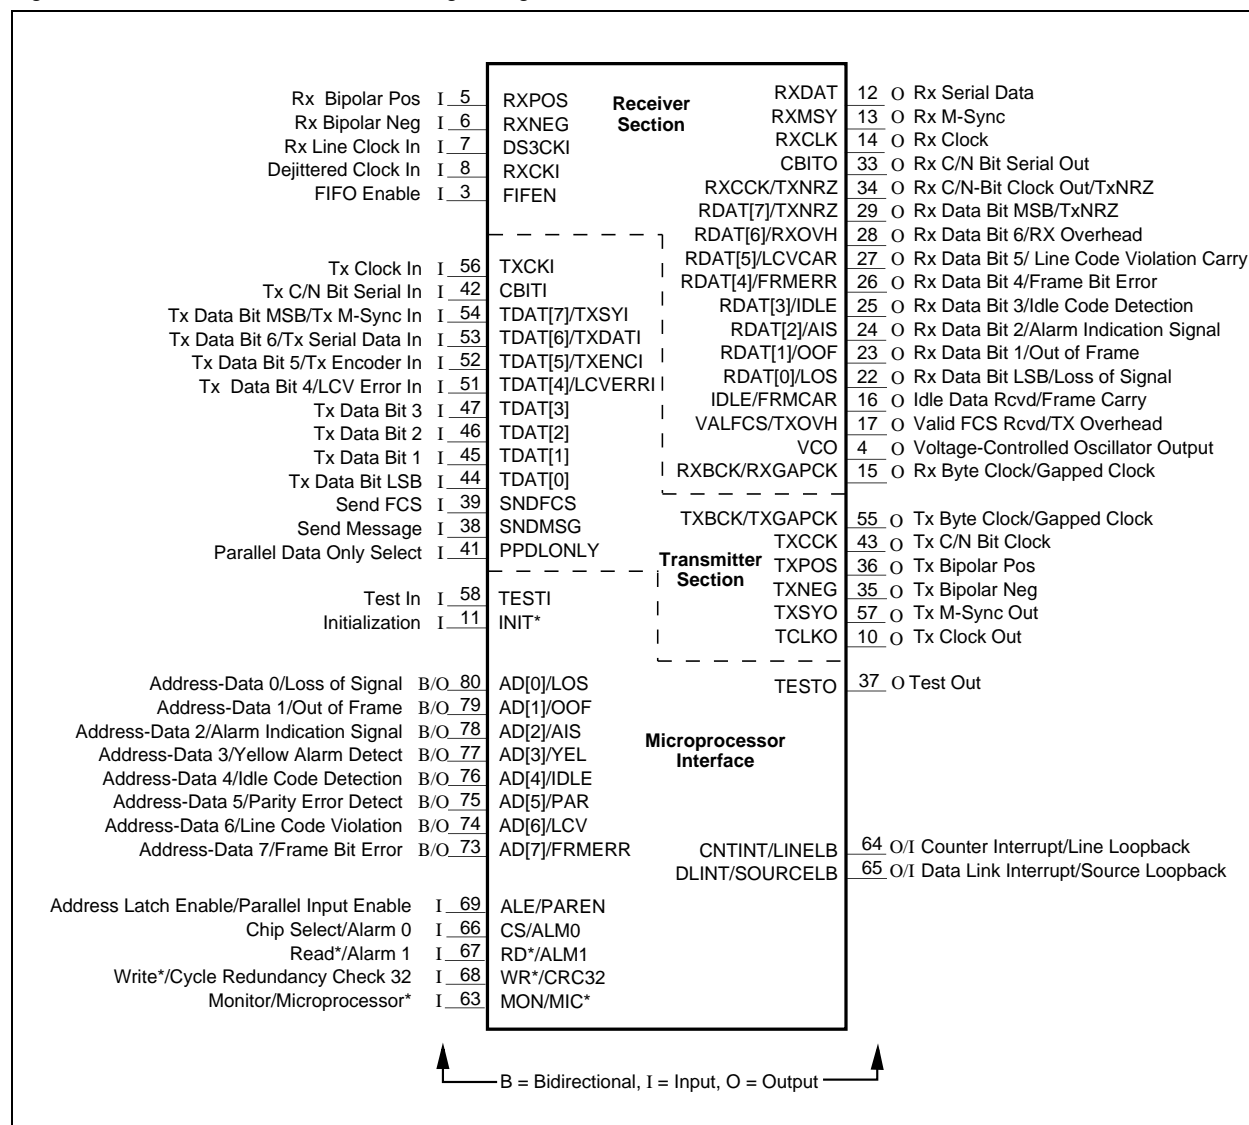 Receiver
Section
Rx Bipolar Pos I 5 RXPOS
Rx Bipolar Neg I 6 RXNEG
Rx Line Clock In I 7 DS3CKI
Dejittered Clock In I 8 RXCKI
FIFO Enable I 3 FIFEN
RXDAT 12 O Rx Serial Data
RXMSY 13 O Rx M-Sync
RXCLK 14 O Rx Clock
CBITO 33 O Rx C/N Bit Serial Out
RXCCK/TXNRZ 34 O Rx C/N-Bit Clock Out/TxNRZ
RDAT[7]/TXNRZ 29 O Rx Data Bit MSB/TxNRZ
RDAT[6]/RXOVH 28 O Rx Data Bit 6/RX Overhead
RDAT[5]/LCVCAR 27 O Rx Data Bit 5/ Line Code Violation Carry
RDAT[4]/FRMERR 26 O Rx Data Bit 4/Frame Bit Error
RDAT[3]/IDLE 25 O Rx Data Bit 3/Idle Code Detection
RDAT[2]/AIS 24 O Rx Data Bit 2/Alarm Indication Signal
RDAT[1]/OOF 23 O Rx Data Bit 1/Out of Frame
RDAT[0]/LOS 22 O Rx Data Bit LSB/Loss of Signal
IDLE/FRMCAR 16 O Idle Data Rcvd/Frame Carry
VALFCS/TXOVH 17 O Valid FCS Rcvd/TX Overhead
VCO 4 O Voltage-Controlled Oscillator Output
RXBCK/RXGAPCK 15 O Rx Byte Clock/Gapped Clock
Tx Clock In I 56 TXCKI
Tx C/N Bit Serial In I 42 CBITI
Tx Data Bit MSB/Tx M-Sync In I 54 TDAT[7]/TXSYI
Tx Data Bit 6/Tx Serial Data In I 53 TDAT[6]/TXDATI
Tx Data Bit 5/Tx Encoder In I 52 TDAT[5]/TXENCI
Tx Data Bit 4/LCV Error In I 51 TDAT[4]/LCVERRI
Tx Data Bit 3 I 47 TDAT[3]
Tx Data Bit 2 I 46 TDAT[2]
Tx Data Bit 1 I 45 TDAT[1]
Tx Data Bit LSB I 44 TDAT[0]
Send FCS I 39 SNDFCS
Send Message I 38 SNDMSG
Parallel Data Only Select I 41 PPDLONLY
Transmitter
Section
TXBCK/TXGAPCK 55 O Tx Byte Clock/Gapped Clock
TXCCK 43 O Tx C/N Bit Clock
TXPOS 36 O Tx Bipolar Pos
TXNEG 35 O Tx Bipolar Neg
TXSYO 57 O Tx M-Sync Out
TCLKO 10 O Tx Clock Out
Test In I 58 TESTI
Initialization I 11 INIT*
TESTO 37 O Test Out
Microprocessor
Interface
Address-Data 0/Loss of Signal B/O 80 AD[0]/LOS
Address-Data 1/Out of Frame B/O 79 AD[1]/OOF
Address-Data 2/Alarm Indication Signal B/O 78 AD[2]/AIS
Address-Data 3/Yellow Alarm Detect B/O 77 AD[3]/YEL
Address-Data 4/Idle Code Detection B/O 76 AD[4]/IDLE
Address-Data 5/Parity Error Detect B/O 75 AD[5]/PAR
Address-Data 6/Line Code Violation B/O 74 AD[6]/LCV
Address-Data 7/Frame Bit Error B/O 73 AD[7]/FRMERR
CNTINT/LINELB 64 O/I Counter Interrupt/Line Loopback
DLINT/SOURCELB 65 O/I Data Link Interrupt/Source Loopback
Address Latch Enable/Parallel Input Enable I 69 ALE/PAREN
Chip Select/Alarm 0 I 66 CS/ALM0
Read*/Alarm 1 I 67 RD*/ALM1
Write*/Cycle Redundancy Check 32 I 68 WR*/CRC32
Monitor/Microprocessor* I 63 MON/MIC*
B = Bidirectional, I = Input, O = Output